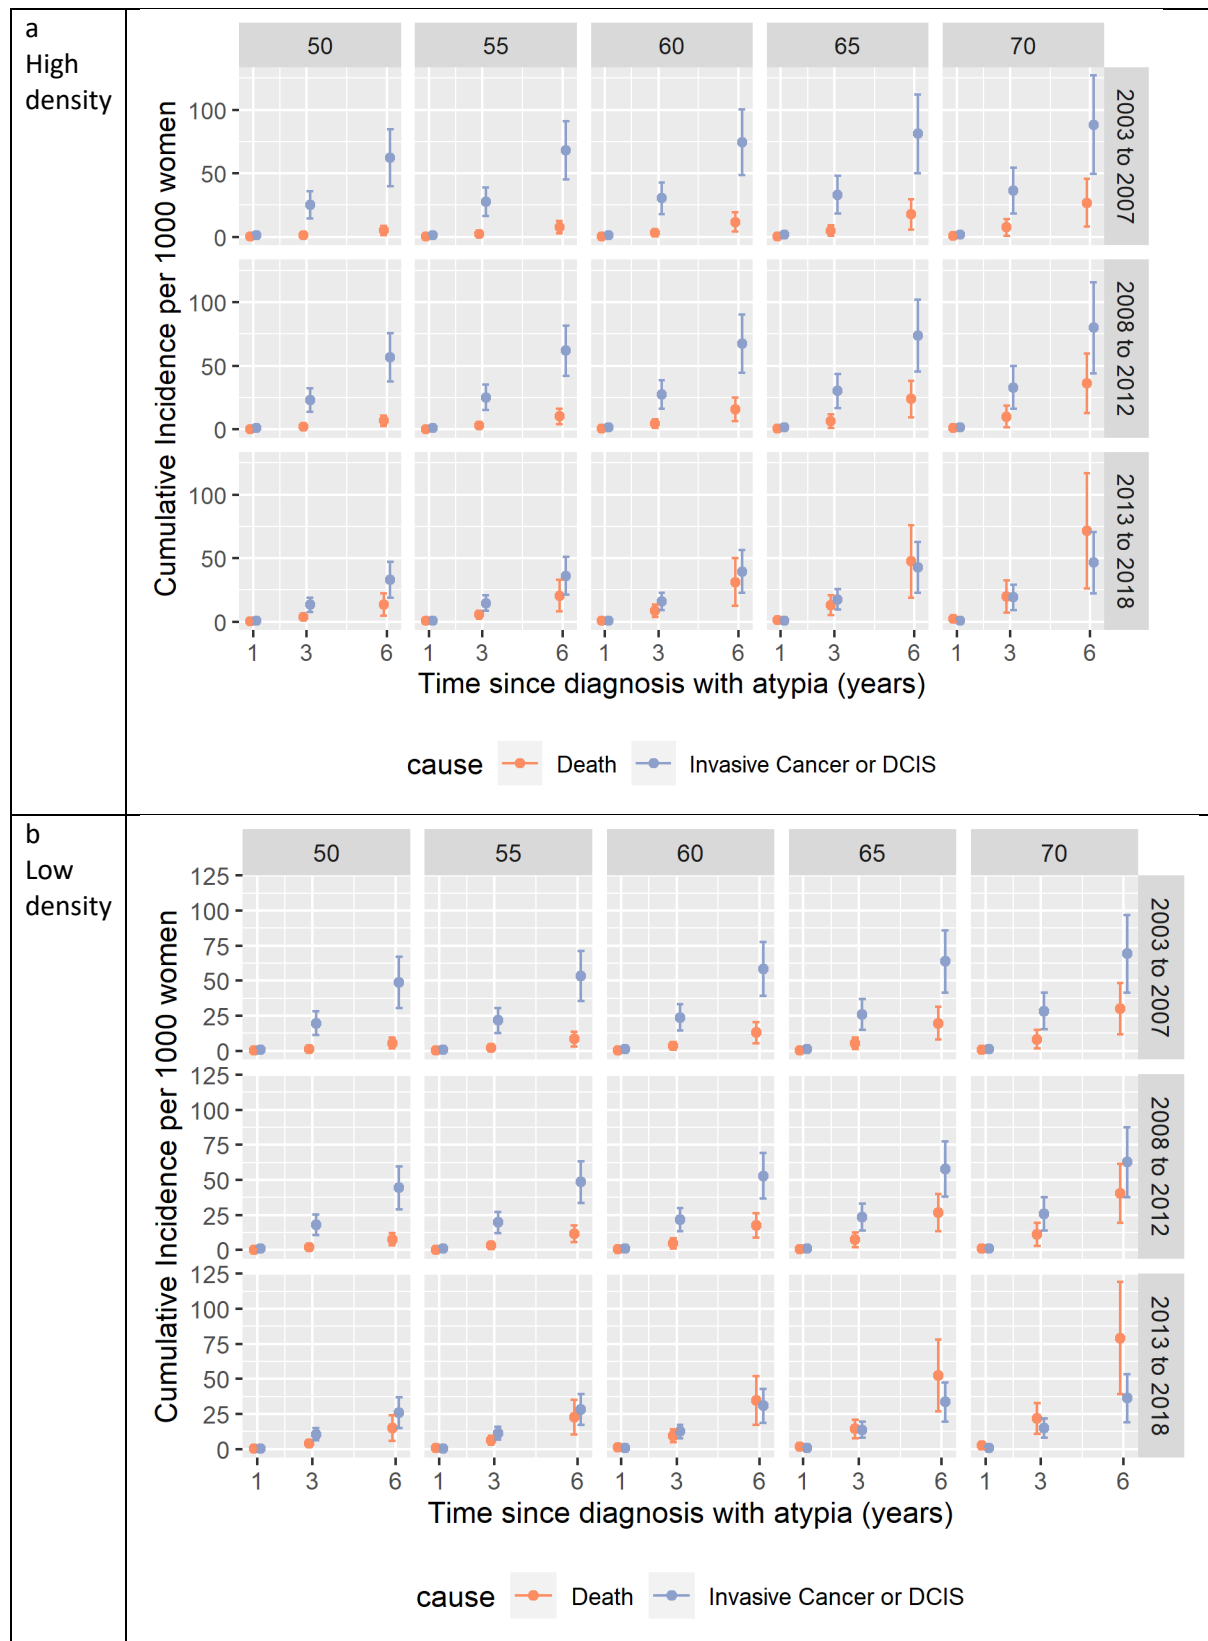 a
High
density
50 55 60 65 70
Cumulative Incidence per 1000 women
100
50
0
2003 to 2007
100
50
0
2008 to 2012
100
50
0
2013 to 2018
1 3 6 1 3 6 1 3 6 1 3 6 1 3 6
Time since diagnosis with atypia (years)
cause Death Invasive Cancer or DCIS
b
Low
density
50 55 60 65 70
Cumulative Incidence per 1000 women
125
100
75
50
25
0
2003 to 2007
125
100
75
50
25
0
2008 to 2012
125
100
75
50
25
0
2013 to 2018
1 3 6 1 3 6 1 3 6 1 3 6 1 3 6
Time since diagnosis with atypia (years)
cause Death Invasive Cancer or DCIS